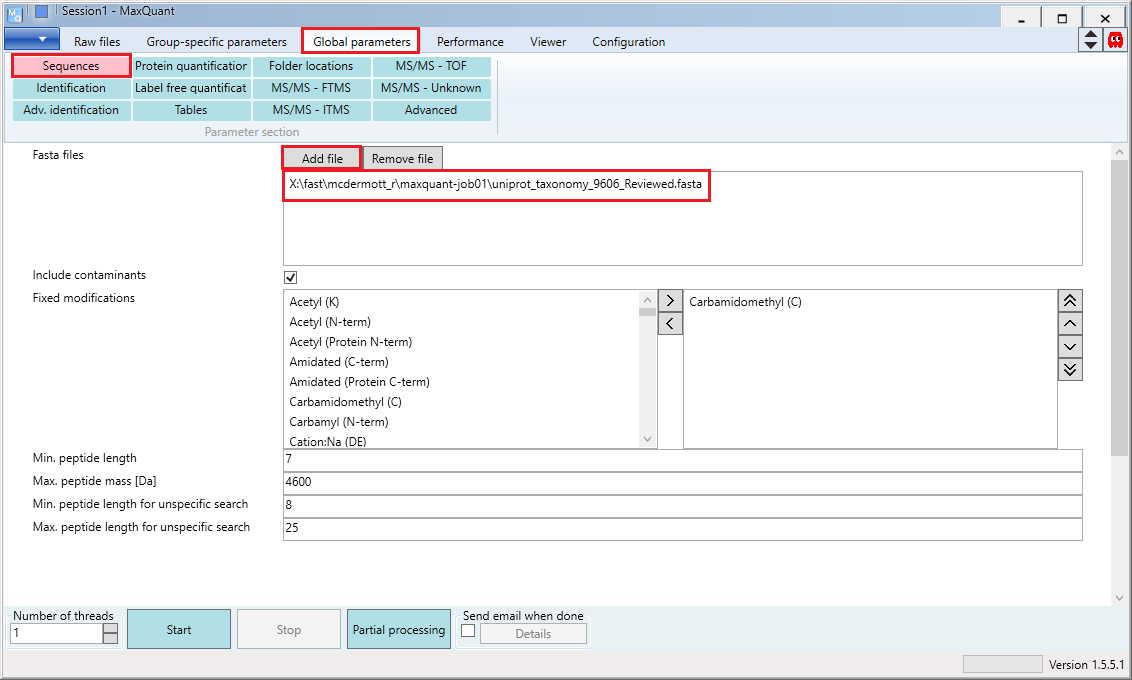 Session1 - MaxQuant
Raw files Group-specific parameters Global parameters Performance Viewer Configuration
Sequences Protein quantification Folder locations MS/MS - TOF
Identification Label free quantificat MS/MS - FTMS MS/MS - Unknown
Adv. identification Tables MS/MS - ITMS Advanced
Parameter section
Fasta files Add file Remove file
X:\fast\mcdermott_r\maxquant-job01\uniprot_taxonomy_9606_Reviewed.fasta
Include contaminants
Fixed modifications
Acetyl (K) Carbamidomethyl (C)
Acetyl (N-term)
Acetyl (Protein N-term)
Amidated (C-term)
Amidated (Protein C-term)
Carbamidomethyl (C)
Carbamyl (N-term)
Cation:Na (DE)
Min. peptide length 7
Max. peptide mass [Da] 4600
Min. peptide length for unspecific search 8
Max. peptide length for unspecific search 25
Number of threads Send email when done
1 Start Stop Partial processing Details
Version 1.5.5.1